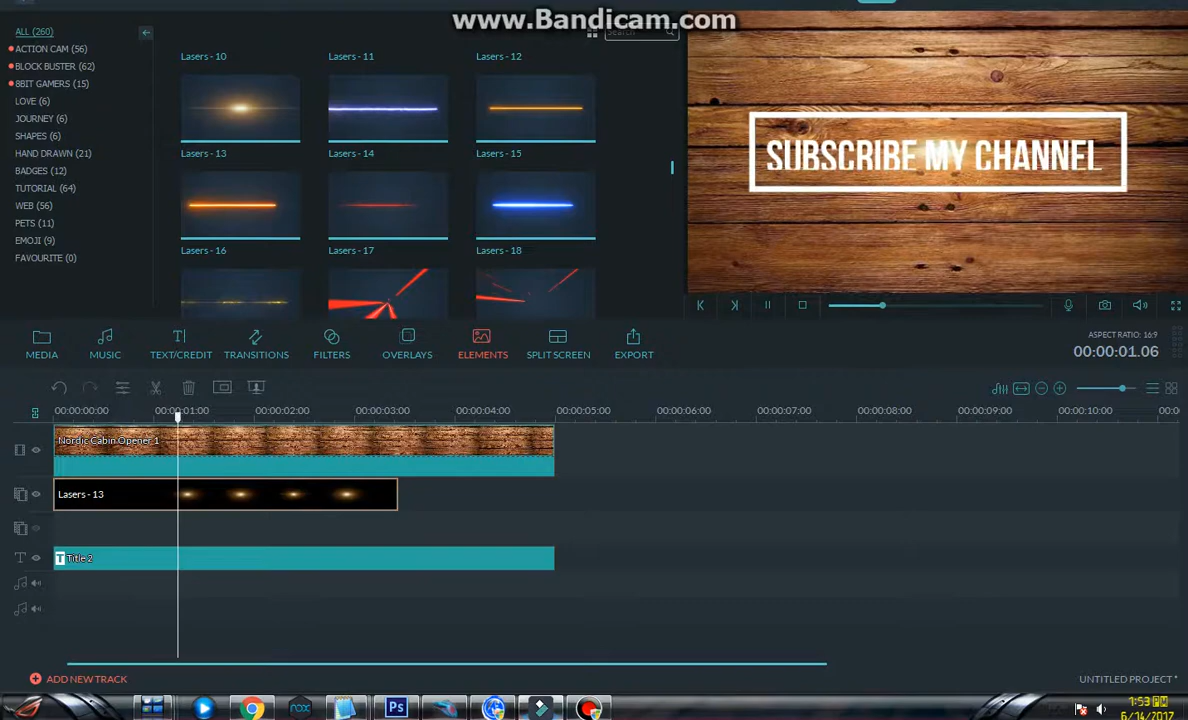 www.Bandicam.com
ALL (260)
ACTION CAM (56)
BLOCK BUSTER (62)
8BIT GAMERS (15)
LOVE (6)
JOURNEY (6)
SHAPES (6)
HAND DRAWN (21)
BADGES (12)
TUTORIAL (64)
WEB (56)
PETS (11)
EMOJI (9)
FAVOURITE (0)
Search
Lasers - 10
Lasers - 11
Lasers - 12
Lasers - 13
Lasers - 14
Lasers - 15
Lasers - 16
Lasers - 17
Lasers - 18
SUBSCRIBE MY CHANNEL
MEDIA
MUSIC
TEXT/CREDIT
TRANSITIONS
FILTERS
OVERLAYS
ELEMENTS
SPLIT SCREEN
EXPORT
ASPECT RATIO: 16:9
00:00:01.06
00:00:00:00
00:00:01:00
00:00:02:00
00:00:03:00
00:00:04:00
00:00:05:00
00:00:06:00
00:00:07:00
00:00:08:00
00:00:09:00
00:00:10:00
Nordic Cabin Opener 1
Lasers - 13
T Title 2
ADD NEW TRACK
UNTITLED PROJECT *
Ps
nox
1:53 PM
6/14/2017